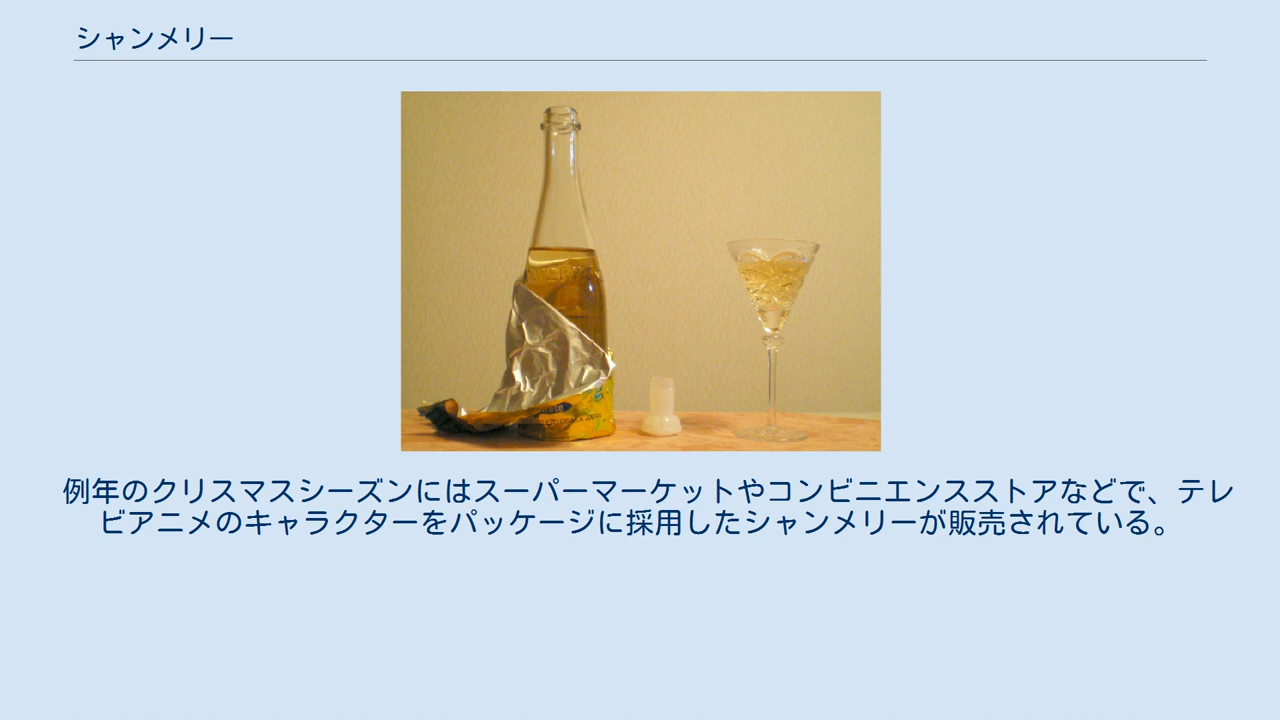 シャンメリー
例年のクリスマスシーズンにはスーパーマーケットやコンビニエンスストアなどで、テレ
ビアニメのキャラクターをパッケージに採用したシャンメリーが販売されている。